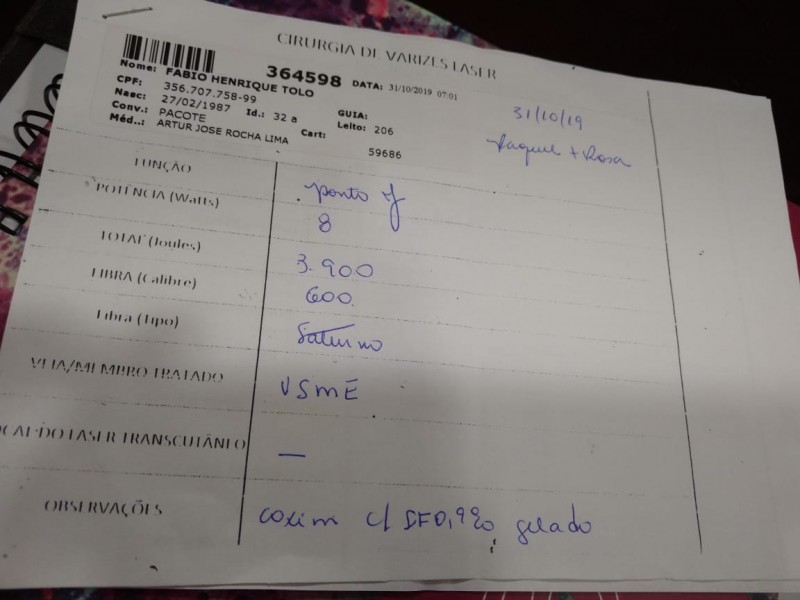 CIRURGIA DE VARIZES LASER
364598 DATA: 31/10/2019 07:01
Nome: FABIO HENRIQUE TOLO
CPF: 356.707.758-99 GUIA:
Nasc: 27/02/1987 Id.: 32 a Leito: 206
Conv.: PACOTE
Méd..: ARTUR JOSE ROCHA LIMA Cart: 59686
31/10/19
Raquel + Rosa
FUNÇÃO ponto
POTÊNCIA (Watts) 8
TOTAL (Joules) 3.900
FIBRA (Calibre) 600
Fibra (Tipo) Saturno
VEIA/MEMBRO TRATADO VSME
CAL DO LASER TRANSCUTÂNEO —
OBSERVAÇÕES coxim c/ SF0,9% gelado